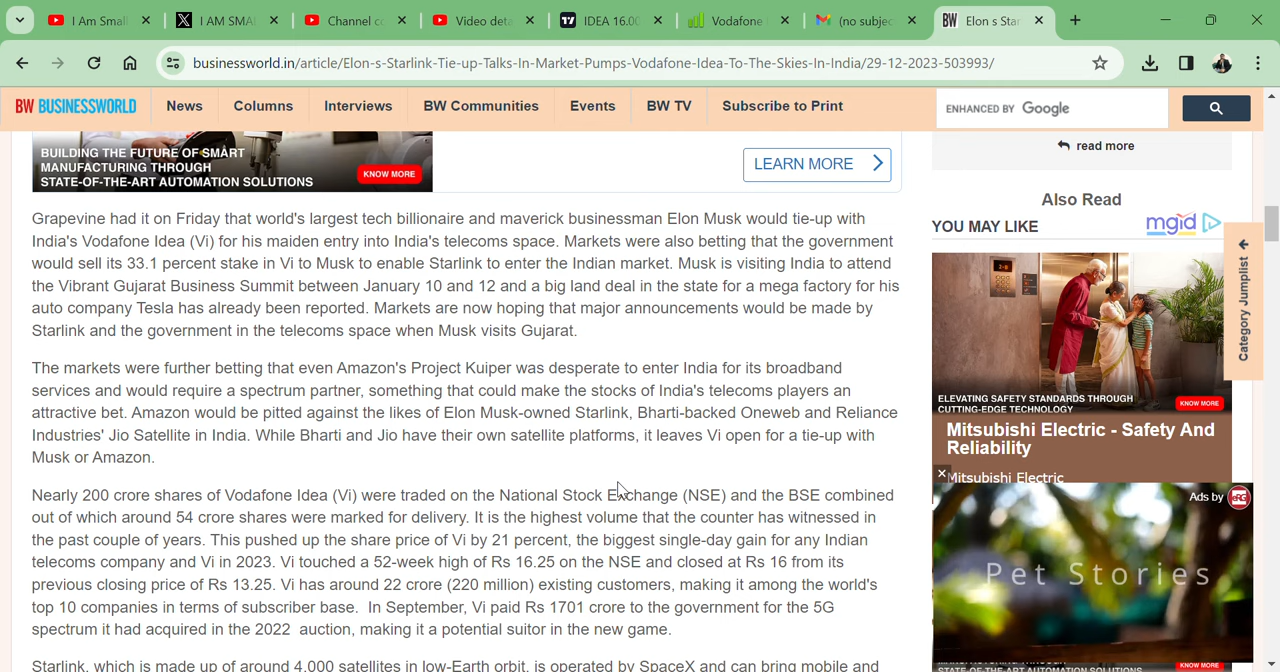 I Am Small
I AM SMA
Channel co
Video deta
IDEA 16.00
Vodafone
(no subjec
BW
Elon s Star
businessworld.in/article/Elon-s-Starlink-Tie-up-Talks-In-Market-Pumps-Vodafone-Idea-To-The-Skies-In-India/29-12-2023-503993/
BW BUSINESSWORLD
News
Columns
Interviews
BW Communities
Events
BW TV
Subscribe to Print
ENHANCED BY Google
BUILDING THE FUTURE OF SMART
MANUFACTURING THROUGH
STATE-OF-THE-ART AUTOMATION SOLUTIONS
KNOW MORE
LEARN MORE
Grapevine had it on Friday that world's largest tech billionaire and maverick businessman Elon Musk would tie-up with
India's Vodafone Idea (Vi) for his maiden entry into India's telecoms space. Markets were also betting that the government
would sell its 33.1 percent stake in Vi to Musk to enable Starlink to enter the Indian market. Musk is visiting India to attend
the Vibrant Gujarat Business Summit between January 10 and 12 and a big land deal in the state for a mega factory for his
auto company Tesla has already been reported. Markets are now hoping that major announcements would be made by
Starlink and the government in the telecoms space when Musk visits Gujarat.
The markets were further betting that even Amazon's Project Kuiper was desperate to enter India for its broadband
services and would require a spectrum partner, something that could make the stocks of India's telecoms players an
attractive bet. Amazon would be pitted against the likes of Elon Musk-owned Starlink, Bharti-backed Oneweb and Reliance
Industries' Jio Satellite in India. While Bharti and Jio have their own satellite platforms, it leaves Vi open for a tie-up with
Musk or Amazon.
Nearly 200 crore shares of Vodafone Idea (Vi) were traded on the National Stock Exchange (NSE) and the BSE combined
out of which around 54 crore shares were marked for delivery. It is the highest volume that the counter has witnessed in
the past couple of years. This pushed up the share price of Vi by 21 percent, the biggest single-day gain for any Indian
telecoms company and Vi in 2023. Vi touched a 52-week high of Rs 16.25 on the NSE and closed at Rs 16 from its
previous closing price of Rs 13.25. Vi has around 22 crore (220 million) existing customers, making it among the world's
top 10 companies in terms of subscriber base. In September, Vi paid Rs 1701 crore to the government for the 5G
spectrum it had acquired in the 2022 auction, making it a potential suitor in the new game.
Starlink, which is made up of around 4,000 satellites in low-Earth orbit, is operated by SpaceX and can bring mobile and
read more
Also Read
YOU MAY LIKE
mgid
Category Jumplist
ELEVATING SAFETY STANDARDS THROUGH
CUTTING-EDGE TECHNOLOGY
KNOW MORE
Mitsubishi Electric - Safety And
Reliability
Mitsubishi Electric
Ads by
Pet Stories
STATE-OF-THE-ART AUTOMATION SOLUTIONS
KNOW MORE